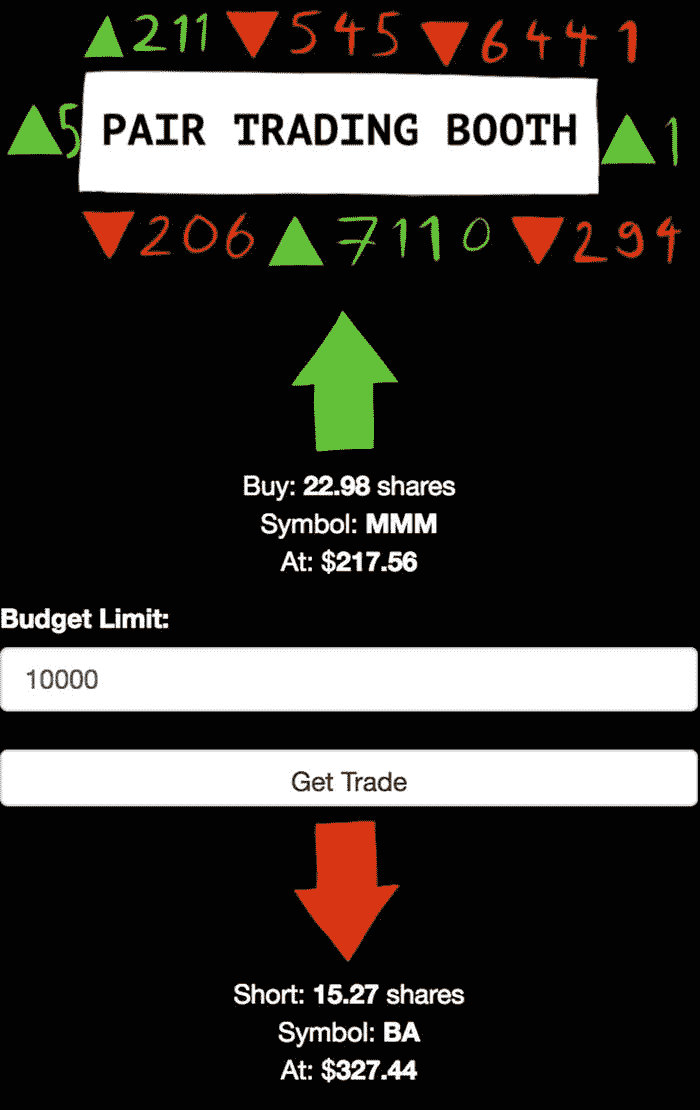 ▲211 ▼545 ▼6441
▲5 PAIR TRADING BOOTH ▲1
▼206 ▲7110 ▼294
Buy: 22.98 shares
Symbol: MMM
At: $217.56
Budget Limit:
10000
Get Trade
Short: 15.27 shares
Symbol: BA
At: $327.44